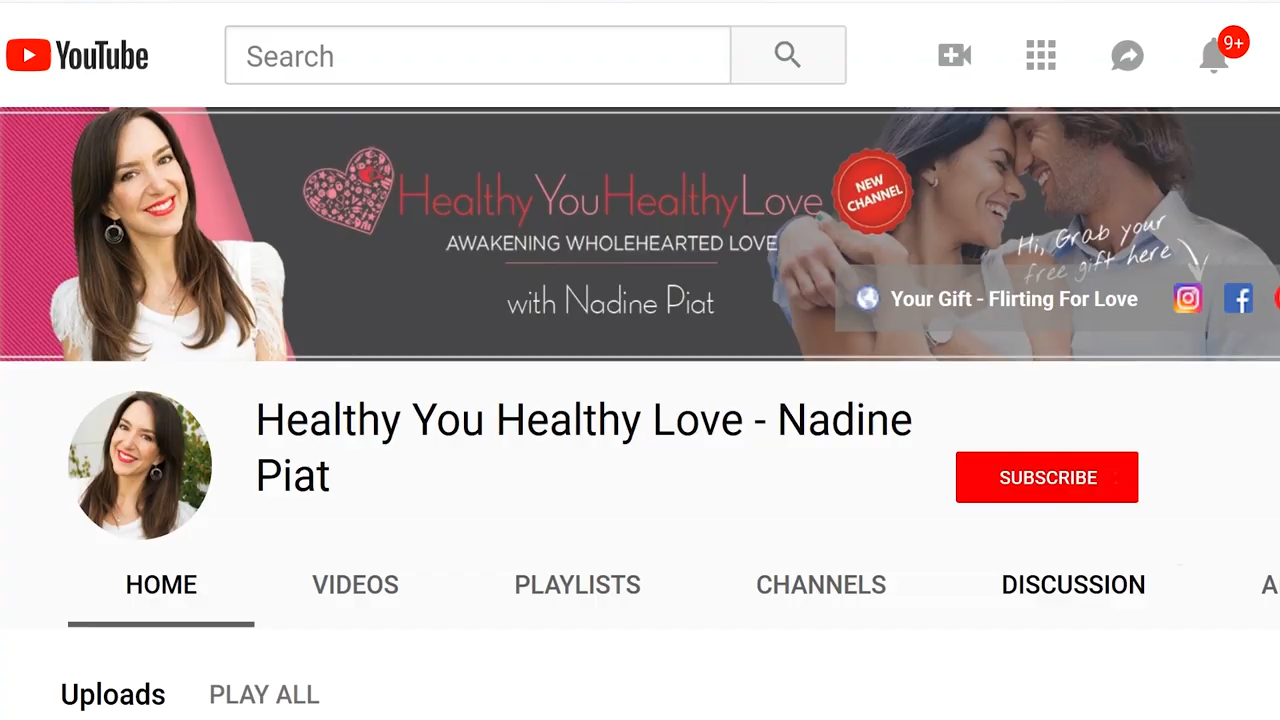 YouTube
Search
9+
HealthyYouHealthyLove
NEW
CHANNEL
AWAKENING WHOLEHEARTED LOVE
with Nadine Piat
Hi, Grab your
free gift here
Your Gift - Flirting For Love
Healthy You Healthy Love - Nadine
Piat
SUBSCRIBE
HOME VIDEOS PLAYLISTS CHANNELS DISCUSSION
Uploads PLAY ALL